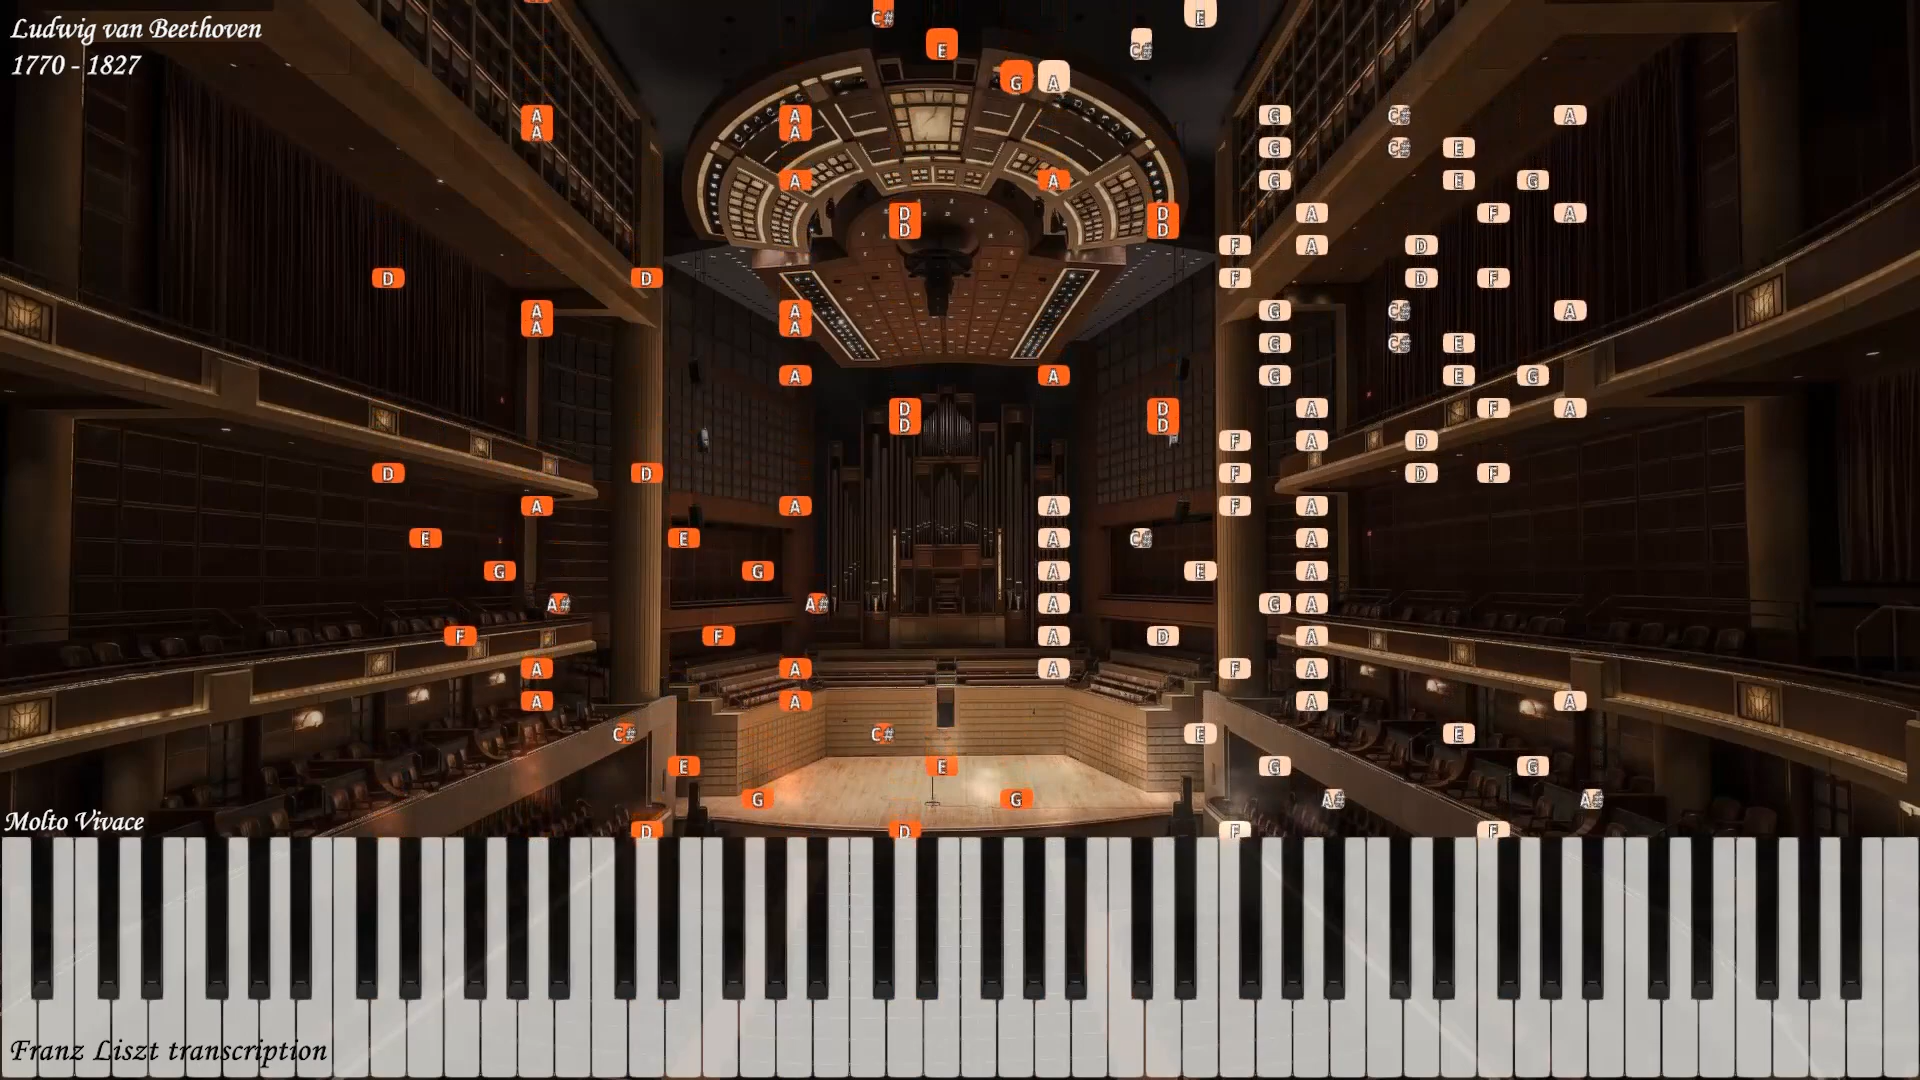 Ludwig van Beethoven
1770 - 1827
C# E
E C#
G A
A A G C# A
A A
G C# E
A A G E G
D D A F A
D D
F A D
D D F D F
A A G C# A
A A
G C# E
A A G E G
D D A F A
D D
F A D
D D F D F
A A A F A
E E A C# A
G G A E A
A# A# A G A
F F A D A
A A A F A
A A A A
C# C# E E
E E G G
G G A# A#
Molto Vivace
D D F F
Franz Liszt transcription